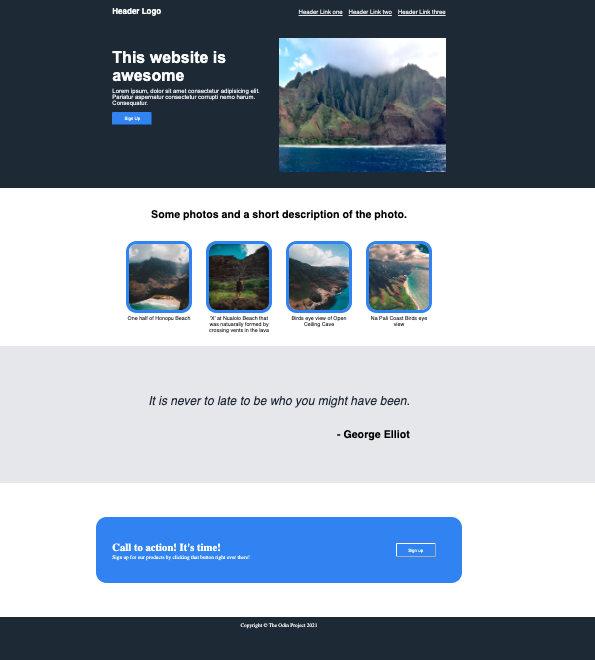 Header Logo
Header Link one Header Link two Header Link three
This website is
awesome
Lorem ipsum, dolor sit amet consectetur adipisicing elit.
Pariatur aspernatur consectetur corrupti nemo harum.
Consequatur.
Sign Up
Some photos and a short description of the photo.
One half of Honopu Beach
'X' at Nualolo Beach that
was natuarally formed by
crossing vents in the lava
Birds eye view of Open
Ceiling Cave
Na Pali Coast Birds eye
view
It is never to late to be who you might have been.
- George Elliot
Call to action! It's time!
Sign up for our products by clicking that button right over there!
Sign up
Copyright © The Odin Project 2021